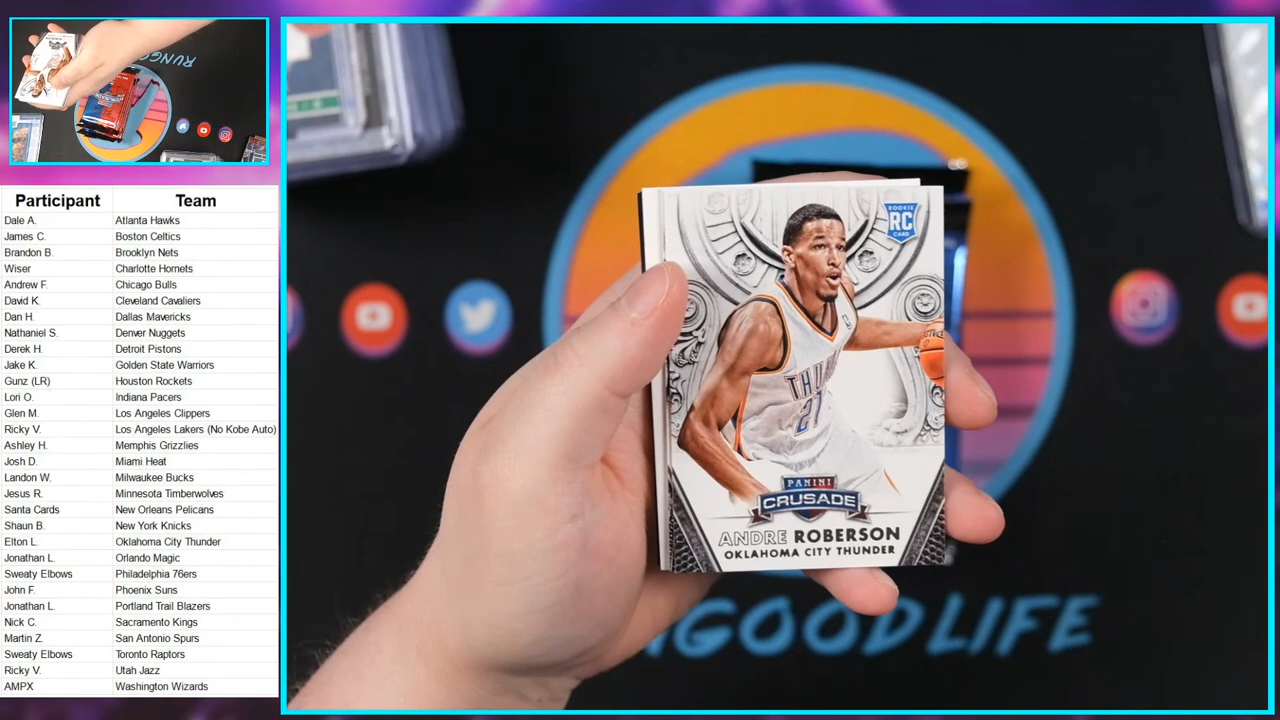 Participant Team
Dale A. Atlanta Hawks
James C. Boston Celtics
Brandon B. Brooklyn Nets
Wiser Charlotte Hornets
Andrew F. Chicago Bulls
David K. Cleveland Cavaliers
Dan H. Dallas Mavericks
Nathaniel S. Denver Nuggets
Derek H. Detroit Pistons
Jake K. Golden State Warriors
Gunz (LR) Houston Rockets
Lori O. Indiana Pacers
Glen M. Los Angeles Clippers
Ricky V. Los Angeles Lakers (No Kobe Auto)
Ashley H. Memphis Grizzlies
Josh D. Miami Heat
Landon W. Milwaukee Bucks
Jesus R. Minnesota Timberwolves
Santa Cards New Orleans Pelicans
Shaun B. New York Knicks
Elton L. Oklahoma City Thunder
Jonathan L. Orlando Magic
Sweaty Elbows Philadelphia 76ers
John F. Phoenix Suns
Jonathan L. Portland Trail Blazers
Nick C. Sacramento Kings
Martin Z. San Antonio Spurs
Sweaty Elbows Toronto Raptors
Ricky V. Utah Jazz
AMPX Washington Wizards
ROOKIE
RC
CARD
21
PANINI
CRUSADE
ANDRE ROBERSON
OKLAHOMA CITY THUNDER
GOODLIFE